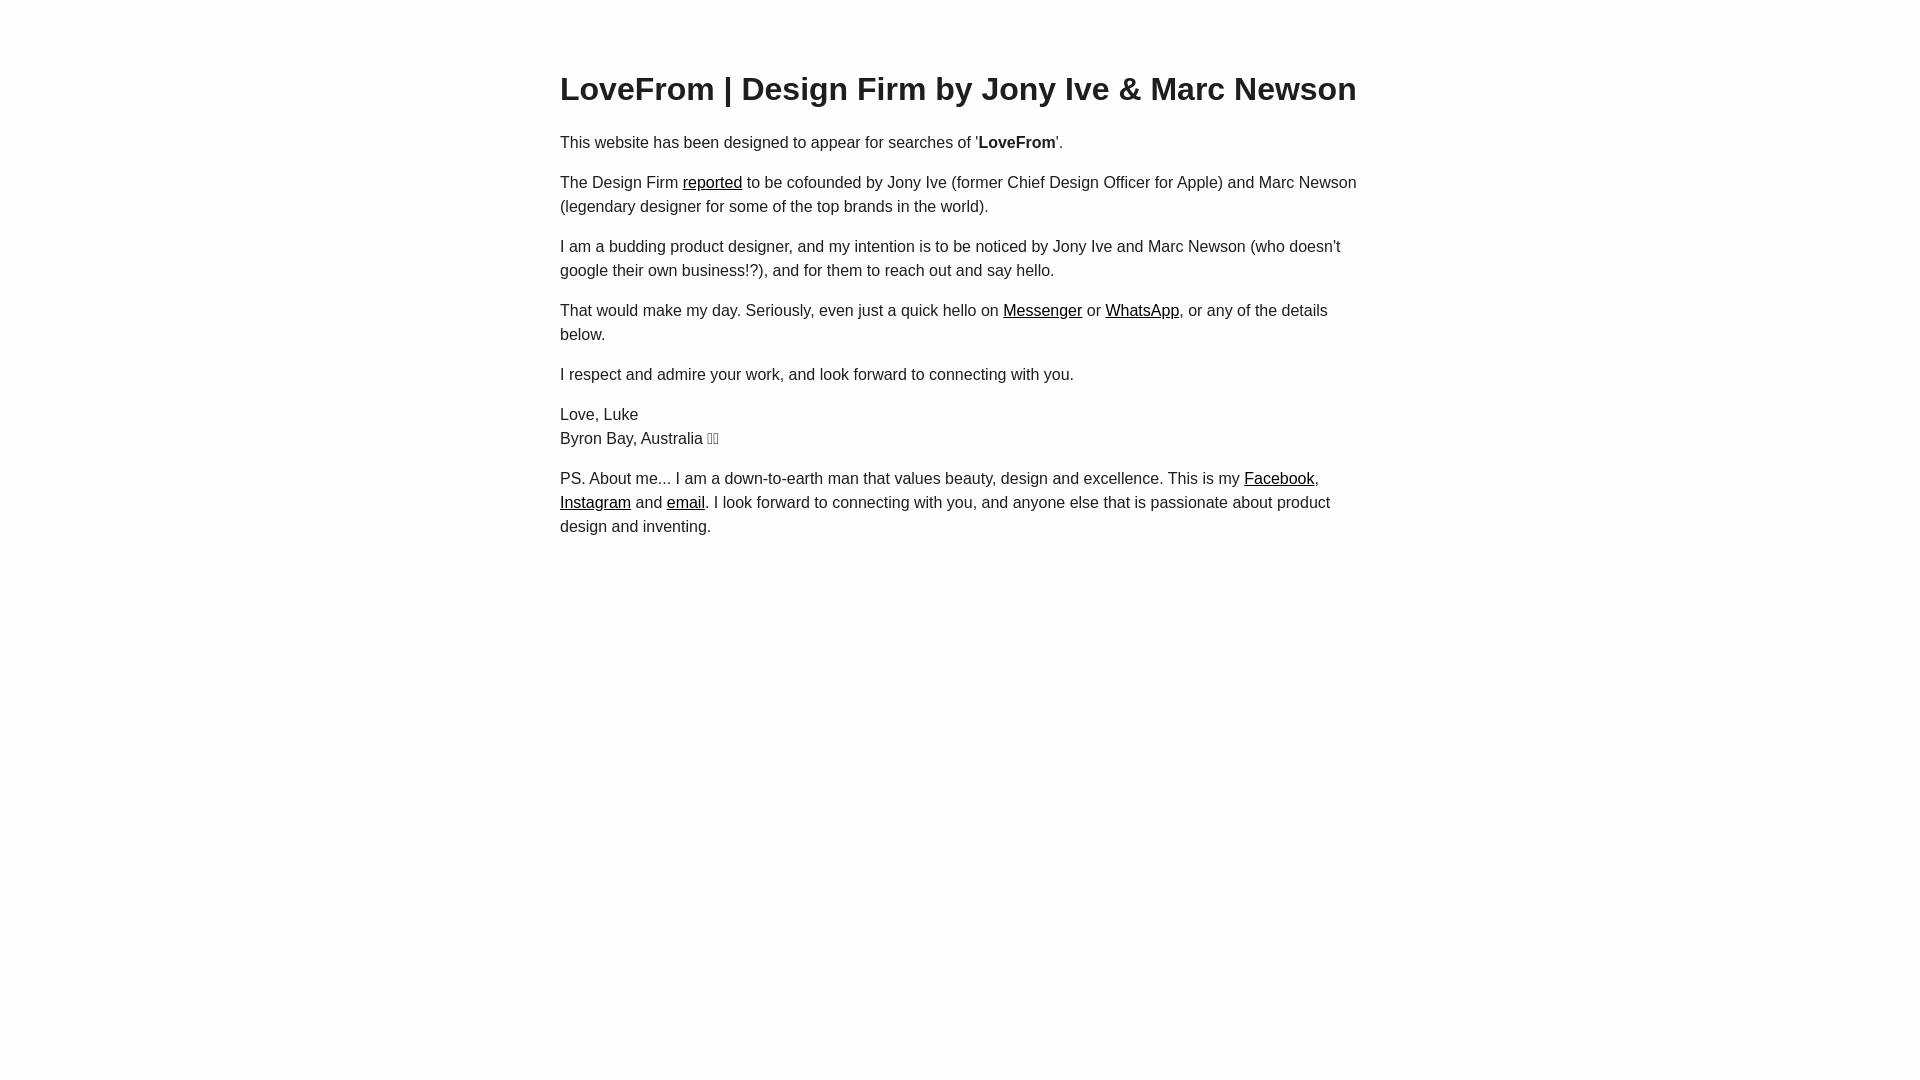 LoveFrom | Design Firm by Jony Ive & Marc Newson
This website has been designed to appear for searches of 'LoveFrom'.
The Design Firm reported to be cofounded by Jony Ive (former Chief Design Officer for Apple) and Marc Newson
(legendary designer for some of the top brands in the world).
I am a budding product designer, and my intention is to be noticed by Jony Ive and Marc Newson (who doesn't
google their own business!?), and for them to reach out and say hello.
That would make my day. Seriously, even just a quick hello on Messenger or WhatsApp, or any of the details
below.
I respect and admire your work, and look forward to connecting with you.
Love, Luke
Byron Bay, Australia
PS. About me... I am a down-to-earth man that values beauty, design and excellence. This is my Facebook,
Instagram and email. I look forward to connecting with you, and anyone else that is passionate about product
design and inventing.